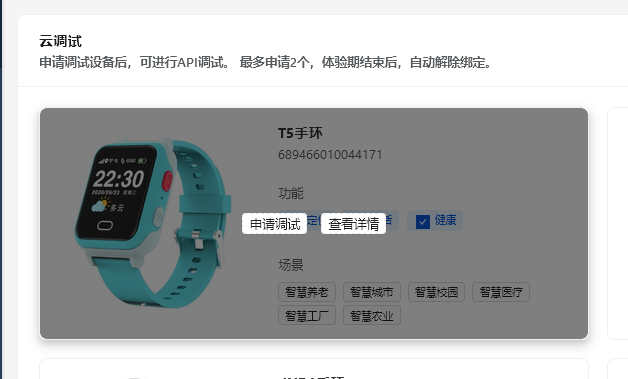 云调试
申请调试设备后，可进行API调试。 最多申请2个，体验期结束后，自动解除绑定。
T5手环
689466010044171
22:30
2020/09/23
多云
功能
申请调试 查看详情
健康
场景
智慧养老 智慧城市 智慧校园 智慧医疗
智慧工厂 智慧农业